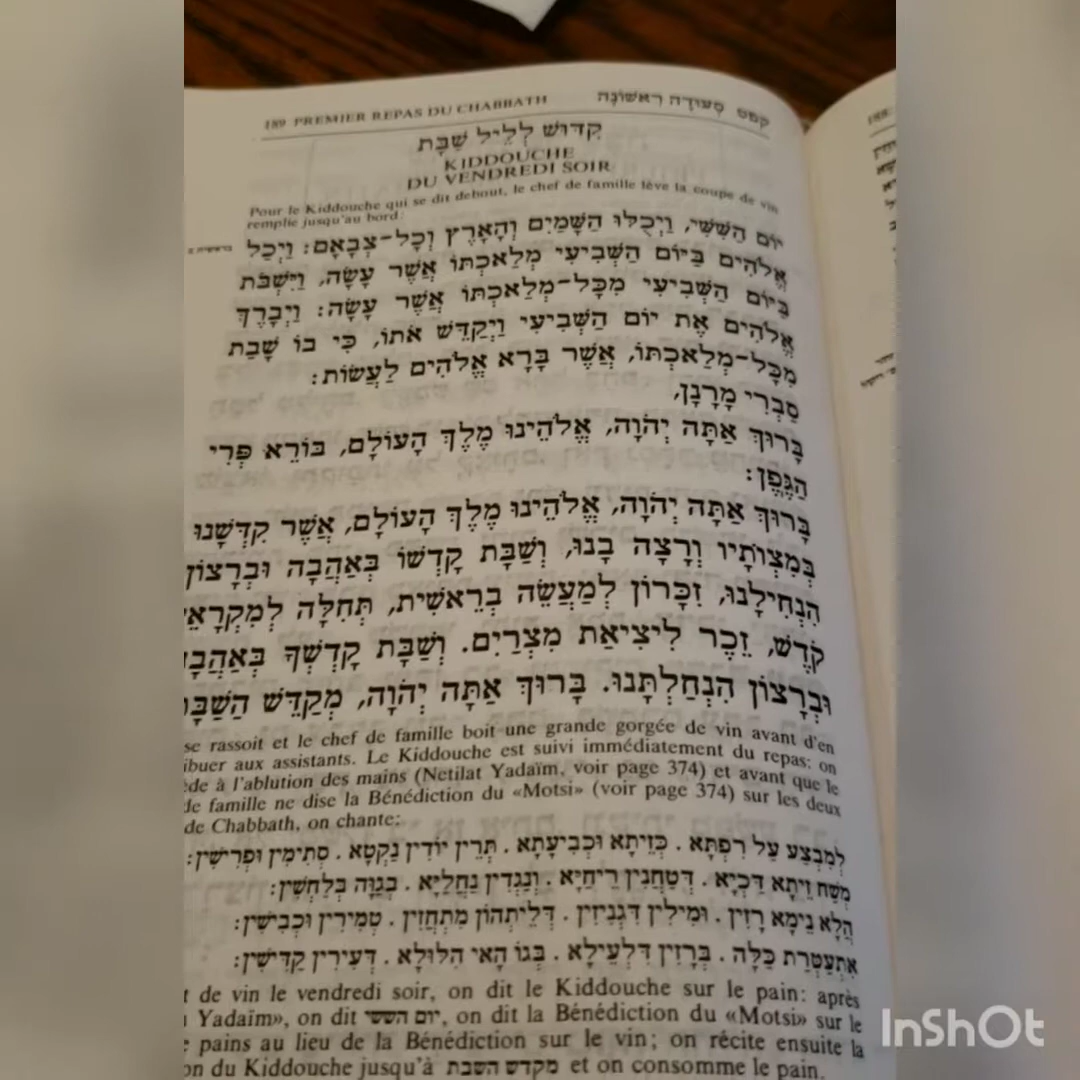 189 PREMIER REPAS DU CHABBATH קפט סְעוּדָה רִאשׁוֹנָה
קִדּוּשׁ לְלֵיל שַׁבָּת
KIDDOUCHE
DU VENDREDI SOIR
Pour le Kiddouche qui se dit debout, le chef de famille lève la coupe de vin
remplie jusqu'au bord:
יוֹם הַשִּׁשִּׁי, וַיְכֻלּוּ הַשָּׁמַיִם וְהָאָרֶץ וְכָל־צְבָאָם: וַיְכַל
אֱלֹהִים בַּיּוֹם הַשְּׁבִיעִי מְלַאכְתּוֹ אֲשֶׁר עָשָׂה, וַיִּשְׁבֹּת
בַּיּוֹם הַשְּׁבִיעִי מִכָּל־מְלַאכְתּוֹ אֲשֶׁר עָשָׂה: וַיְבָרֶךְ
אֱלֹהִים אֶת יוֹם הַשְּׁבִיעִי וַיְקַדֵּשׁ אֹתוֹ, כִּי בוֹ שָׁבַת
מִכָּל־מְלַאכְתּוֹ, אֲשֶׁר בָּרָא אֱלֹהִים לַעֲשׂוֹת:
סַבְרִי מָרָנָן,
בָּרוּךְ אַתָּה יְהֹוָה, אֱלֹהֵינוּ מֶלֶךְ הָעוֹלָם, בּוֹרֵא פְּרִי
הַגֶּפֶן:
בָּרוּךְ אַתָּה יְהֹוָה, אֱלֹהֵינוּ מֶלֶךְ הָעוֹלָם, אֲשֶׁר קִדְּשָׁנוּ
בְּמִצְוֹתָיו וְרָצָה בָנוּ, וְשַׁבַּת קָדְשׁוֹ בְּאַהֲבָה וּבְרָצוֹן
הִנְחִילָנוּ, זִכָּרוֹן לְמַעֲשֵׂה בְרֵאשִׁית, תְּחִלָּה לְמִקְרָאֵי
קֹדֶשׁ, זֵכֶר לִיצִיאַת מִצְרַיִם. וְשַׁבַּת קָדְשְׁךָ בְּאַהֲבָ
וּבְרָצוֹן הִנְחַלְתָּנוּ. בָּרוּךְ אַתָּה יְהֹוָה, מְקַדֵּשׁ הַשַּׁבָּ
se rassoit et le chef de famille boit une grande gorgée de vin avant d'en
ibuer aux assistants. Le Kiddouche est suivi immédiatement du repas: on
ède à l'ablution des mains (Netilat Yadaïm, voir page 374) et avant que le
de famille ne dise la Bénédiction du «Motsi» (voir page 374) sur les deux
de Chabbath, on chante:
לְמִבְצַע עַל רִפְתָּא . כְּזֵיתָא וּכְבֵיעָתָא . תְּרֵין יוֹדִין נַקְטָא . סְתִימִין וּפְרִישִׁין:
מְשַׁח זֵיתָא דַּכְיָא . דְּטַחֲנִין רֵיחַיָּא . וְנַגְדִין נַחֲלַיָּא . בְּגַוָּהּ בִּלְחִשִׁין:
הֲלָא נֵימָא רָזִין . וּמִילִין דִּגְנִיזִין . דְּלֵיתְהוֹן מִתְחֲזִין . טְמִירִין וּכְבִישִׁין:
אִתְעַטְּרַת כַּלָּה . בְּרָזִין דִּלְעֵילָא . בְּגוֹ הַאי הִלּוּלָא . דְּעִירִין קַדִּישִׁין:
t de vin le vendredi soir, on dit le Kiddouche sur le pain: après
Yadaïm», on dit יום הששי, on dit la Bénédiction du «Motsi» sur le
pains au lieu de la Bénédiction sur le vin; on récite ensuite la
on du Kiddouche jusqu'à מקדש השבת et on consomme le pain.
188
InShOt